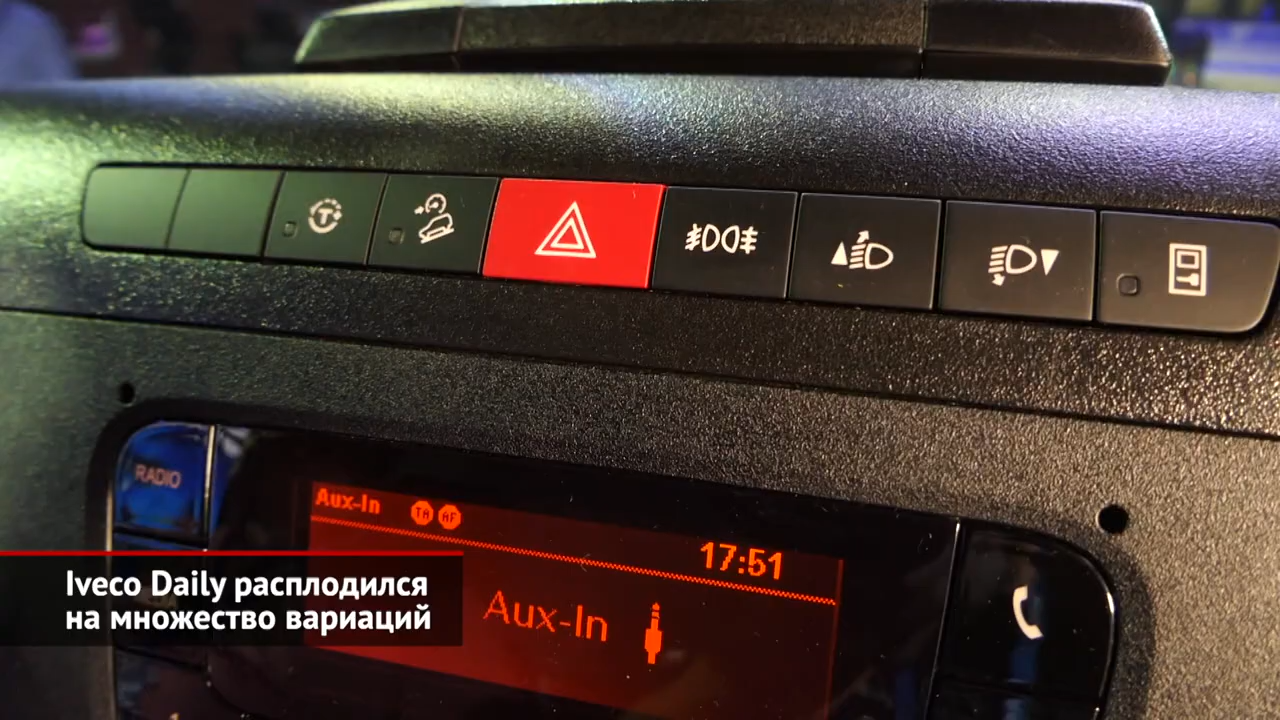 RADIO
Aux-In TA AF
17:51
Aux-In
Iveco Daily расплодился
на множество вариаций